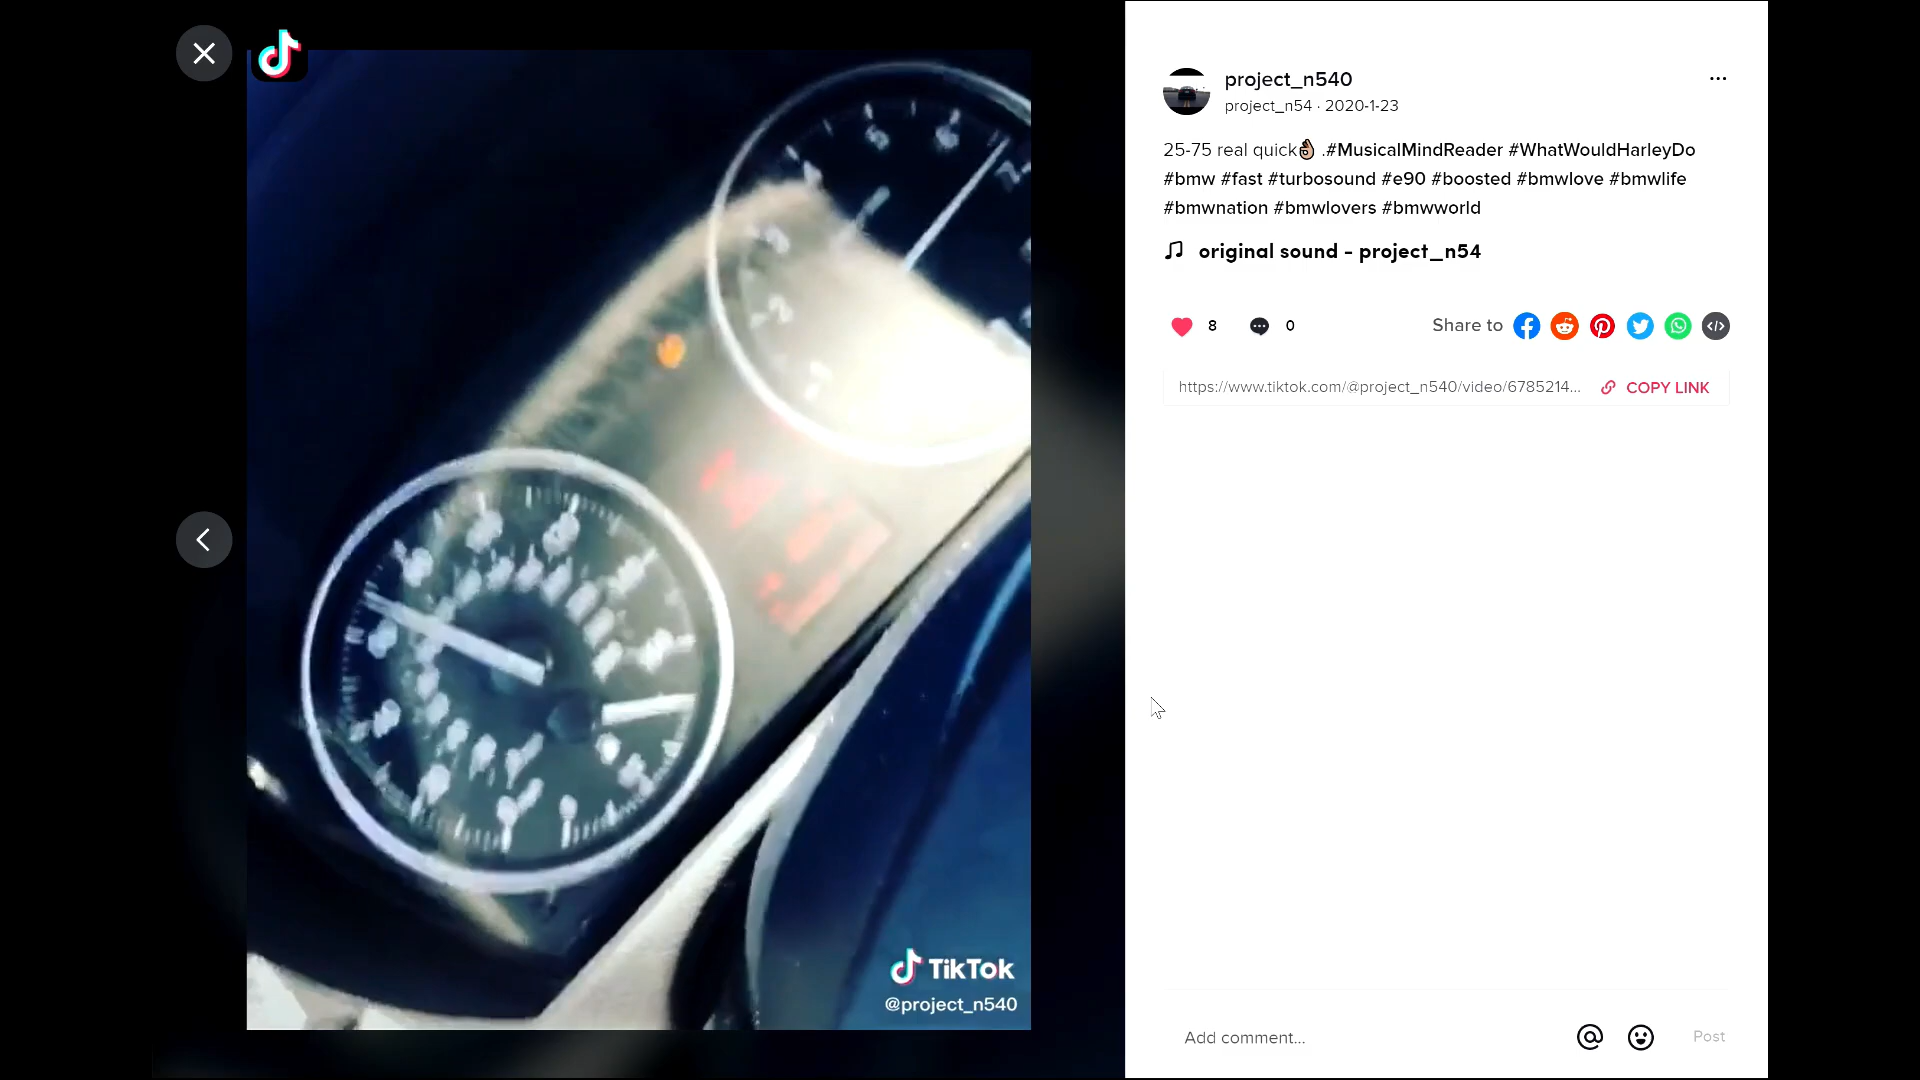 project_n540
project_n54 · 2020-1-23
25-75 real quick👌🏽 .#MusicalMindReader #WhatWouldHarleyDo
#bmw #fast #turbosound #e90 #boosted #bmwlove #bmwlife
#bmwnation #bmwlovers #bmwworld
original sound - project_n54
8
0
Share to
https://www.tiktok.com/@project_n540/video/6785214...
COPY LINK
TikTok
@project_n540
Add comment...
Post